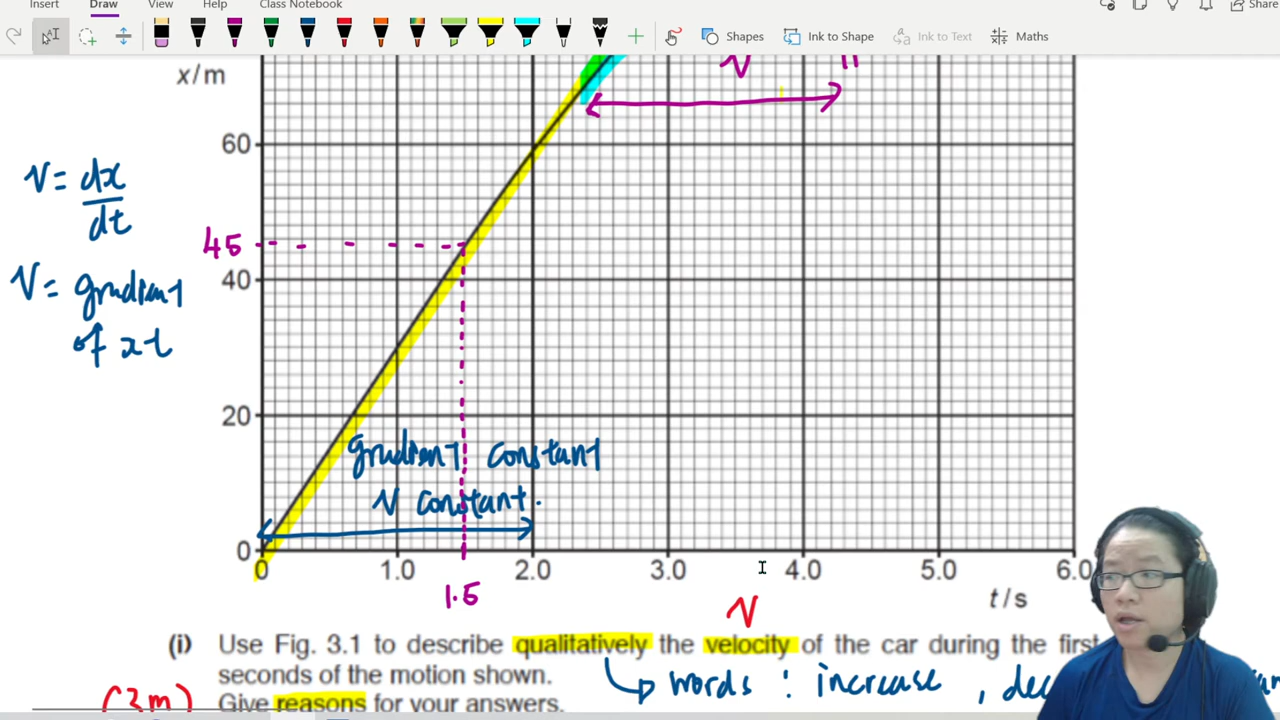 Insert Draw View Help Class Notebook
Share
Shapes Ink to Shape Ink to Text Maths
x/m
v
60
v = dx
dt
45
v = gradient
of xt
40
20
gradient constant
v constant.
0
0 1.0 2.0 3.0 4.0 5.0 6.0
1.5
t/s
v
(i) Use Fig. 3.1 to describe qualitatively the velocity of the car during the first
seconds of the motion shown.
words : increase ,
(3m)
Give reasons for your answers.